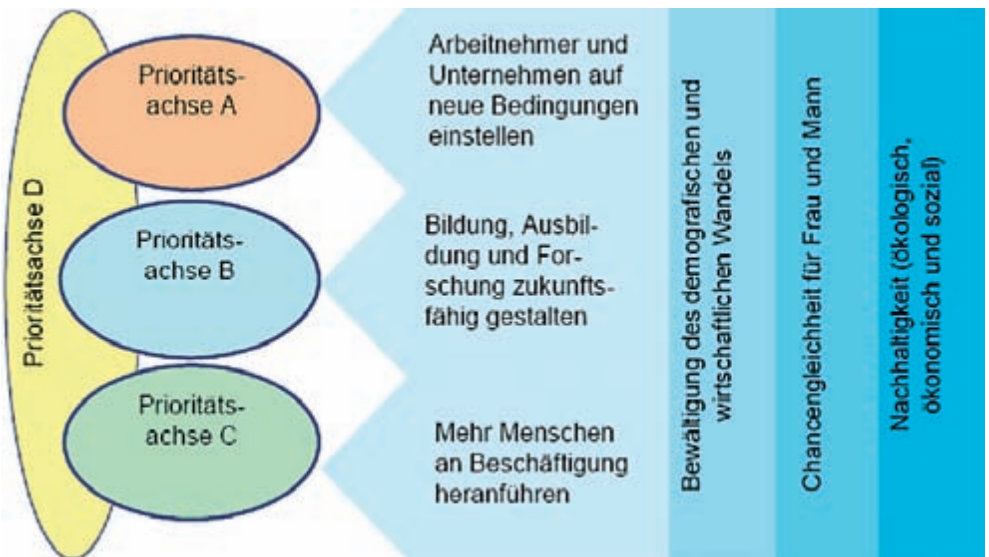 Prioritätsachse D
Prioritäts-
achse A
Prioritäts-
achse B
Prioritäts-
achse C
Arbeitnehmer und
Unternehmen auf
neue Bedingungen
einstellen
Bildung, Ausbil-
dung und For-
schung zukunfts-
fähig gestalten
Mehr Menschen
an Beschäftigung
heranführen
Bewältigung des demografischen und
wirtschaftlichen Wandels
Chancengleichheit für Frau und Mann
Nachhaltigkeit (ökologisch,
ökonomisch und sozial)